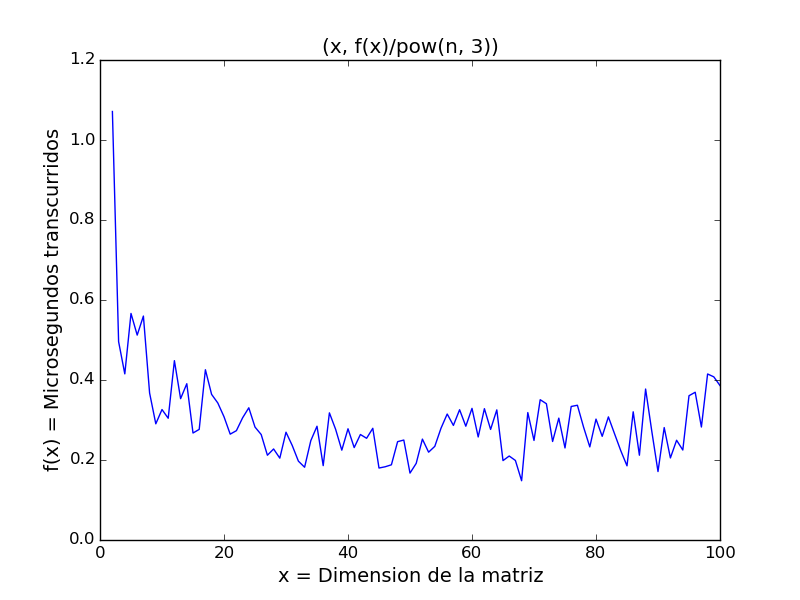 (x, f(x)/pow(n, 3))
1.2
1.0
0.8
0.6
0.4
0.2
0.0
f(x) = Microsegundos transcurridos
0 20 40 60 80 100
x = Dimension de la matriz